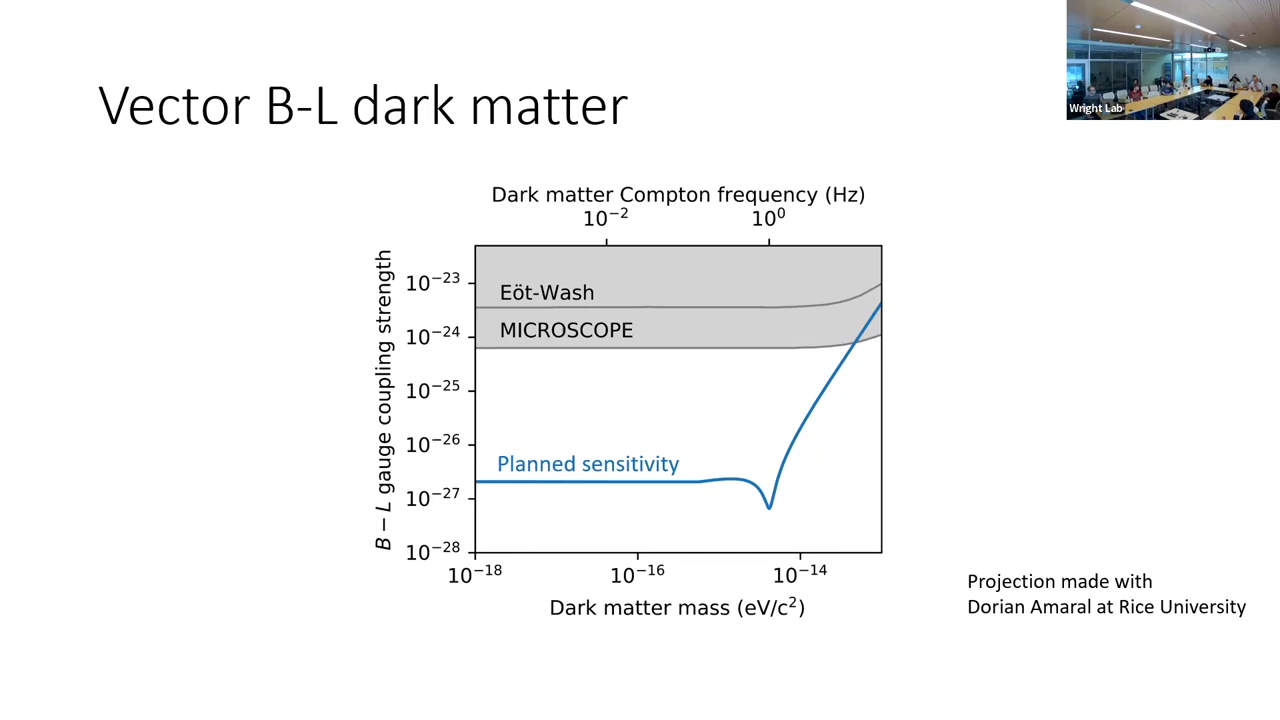 Wright Lab
Vector B-L dark matter
Dark matter Compton frequency (Hz)
10⁻² 10⁰
B − L gauge coupling strength
10⁻²³
10⁻²⁴
10⁻²⁵
10⁻²⁶
10⁻²⁷
10⁻²⁸
Eöt-Wash
MICROSCOPE
Planned sensitivity
10⁻¹⁸ 10⁻¹⁶ 10⁻¹⁴
Dark matter mass (eV/c²)
Projection made with
Dorian Amaral at Rice University